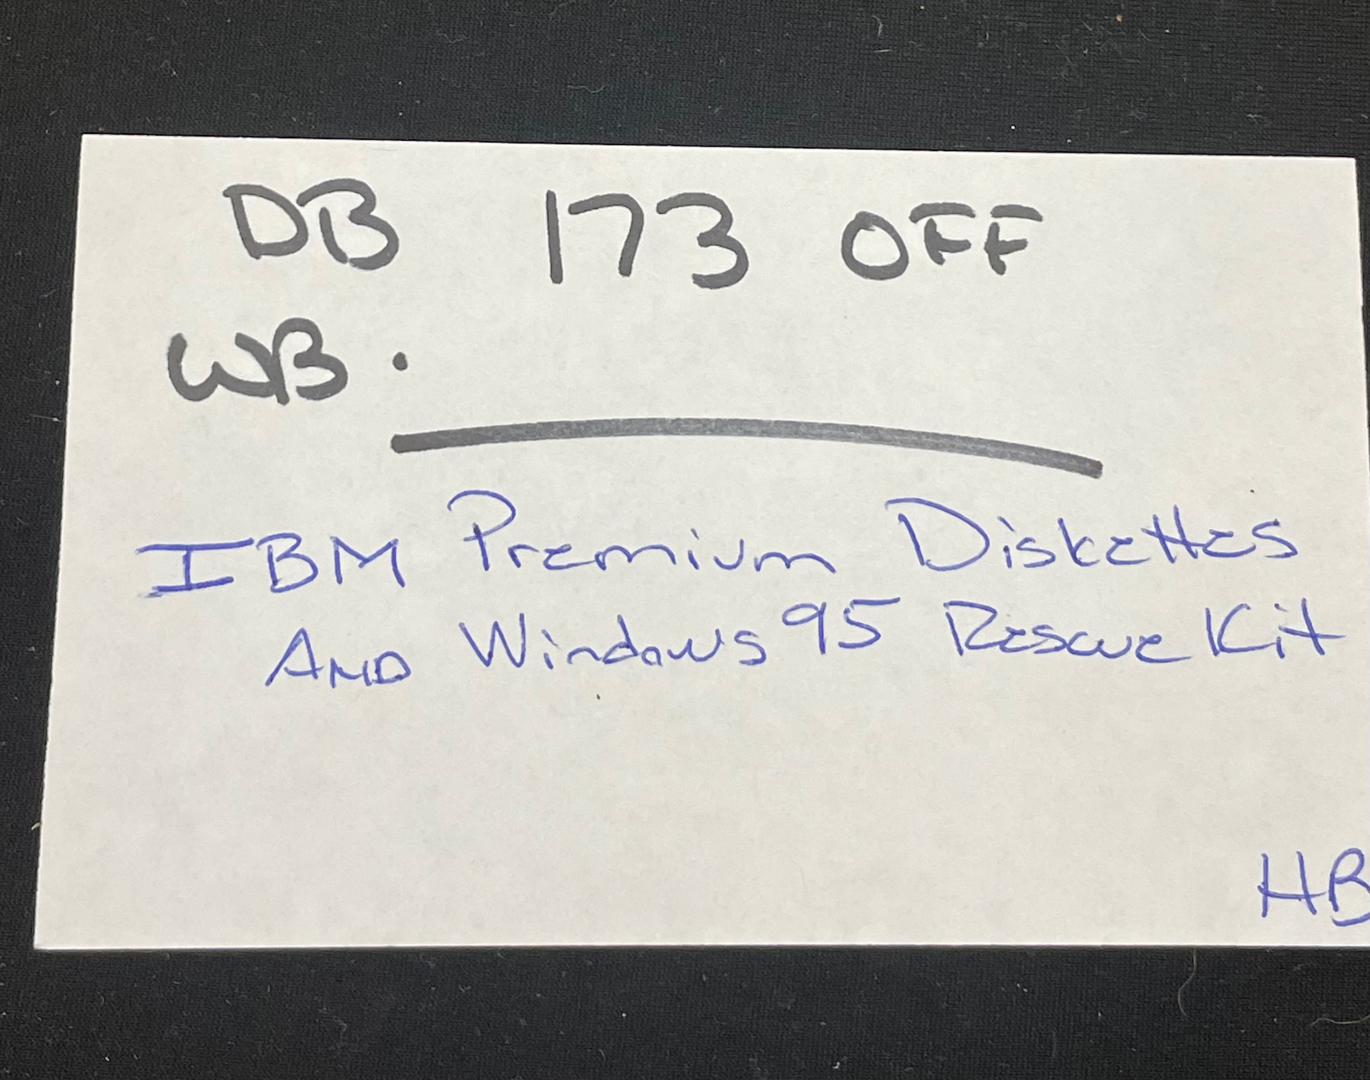 DB 173 OFF
WB.
IBM Premium Diskettes
AND Windows 95 Rescue Kit
HB